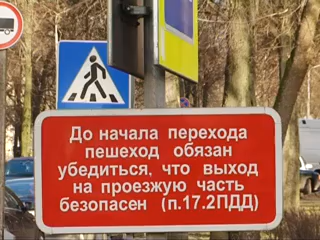 До начала перехода
пешеход обязан
убедиться, что выход
на проезжую часть
безопасен (п.17.2ПДД)